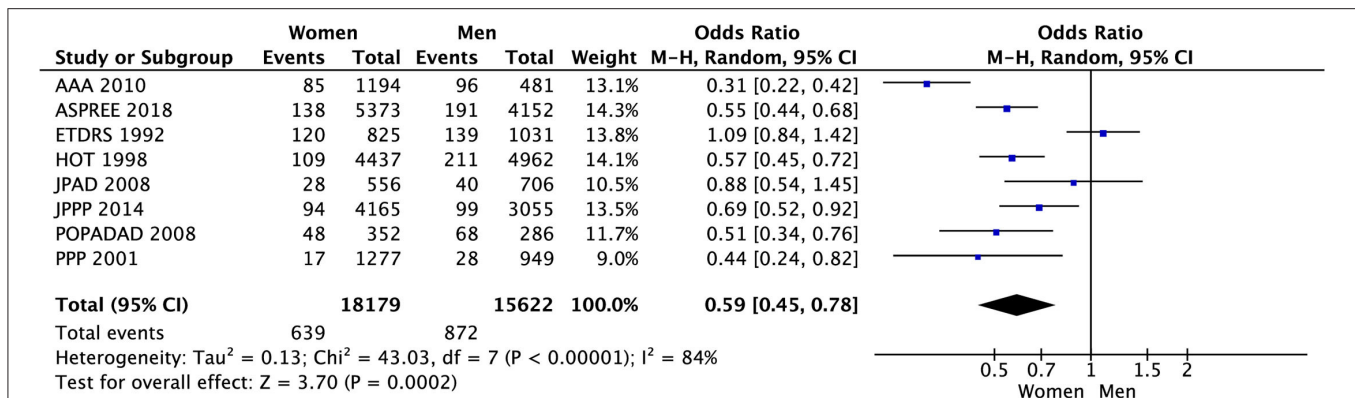 Women Men Odds Ratio Odds Ratio
Study or Subgroup Events Total Events Total Weight M-H, Random, 95% CI M-H, Random, 95% CI
AAA 2010 85 1194 96 481 13.1% 0.31 [0.22, 0.42]
ASPREE 2018 138 5373 191 4152 14.3% 0.55 [0.44, 0.68]
ETDRS 1992 120 825 139 1031 13.8% 1.09 [0.84, 1.42]
HOT 1998 109 4437 211 4962 14.1% 0.57 [0.45, 0.72]
JPAD 2008 28 556 40 706 10.5% 0.88 [0.54, 1.45]
JPPP 2014 94 4165 99 3055 13.5% 0.69 [0.52, 0.92]
POPADAD 2008 48 352 68 286 11.7% 0.51 [0.34, 0.76]
PPP 2001 17 1277 28 949 9.0% 0.44 [0.24, 0.82]
Total (95% CI) 18179 15622 100.0% 0.59 [0.45, 0.78]
Total events 639 872
Heterogeneity: Tau² = 0.13; Chi² = 43.03, df = 7 (P < 0.00001); I² = 84%
Test for overall effect: Z = 3.70 (P = 0.0002)
0.5 0.7 1 1.5 2
Women Men